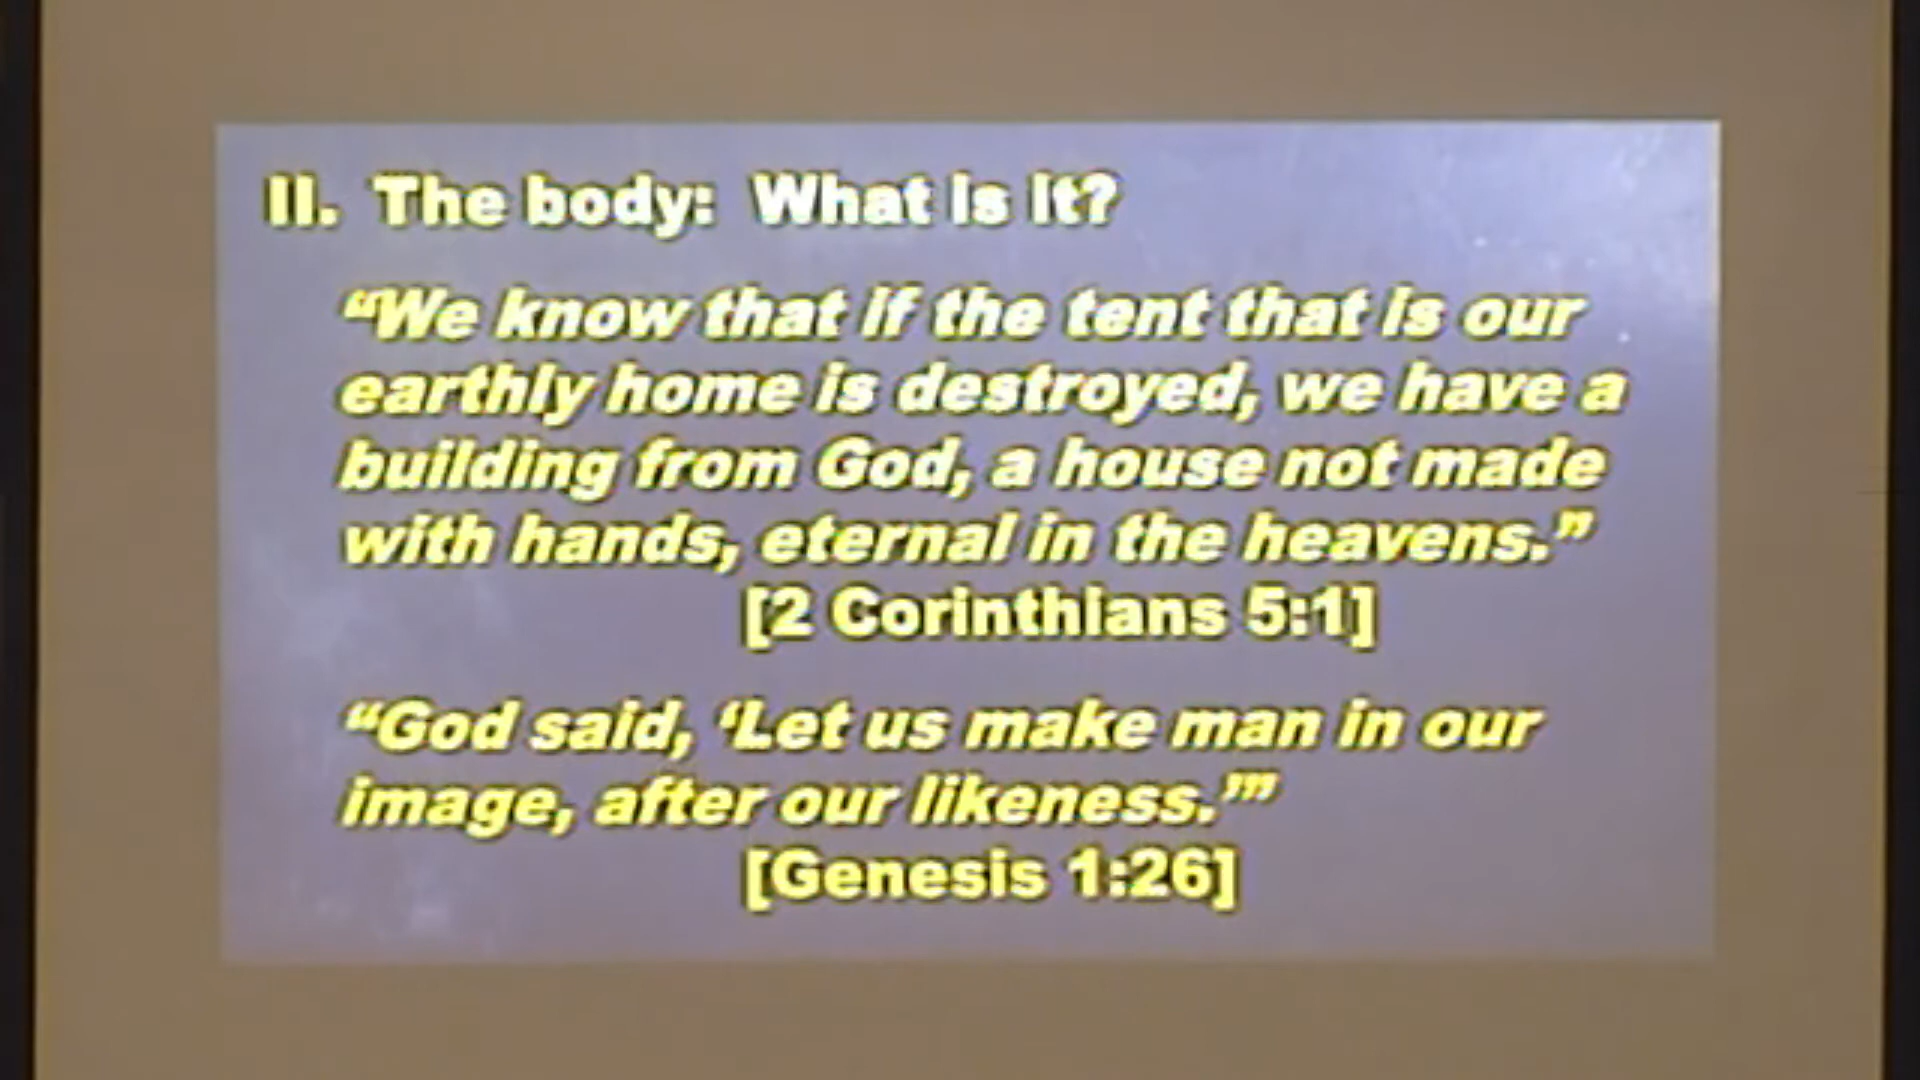 II. The body: What is it?
“We know that if the tent that is our
earthly home is destroyed, we have a
building from God, a house not made
with hands, eternal in the heavens.”
[2 Corinthians 5:1]
“God said, ‘Let us make man in our
image, after our likeness.’”
[Genesis 1:26]